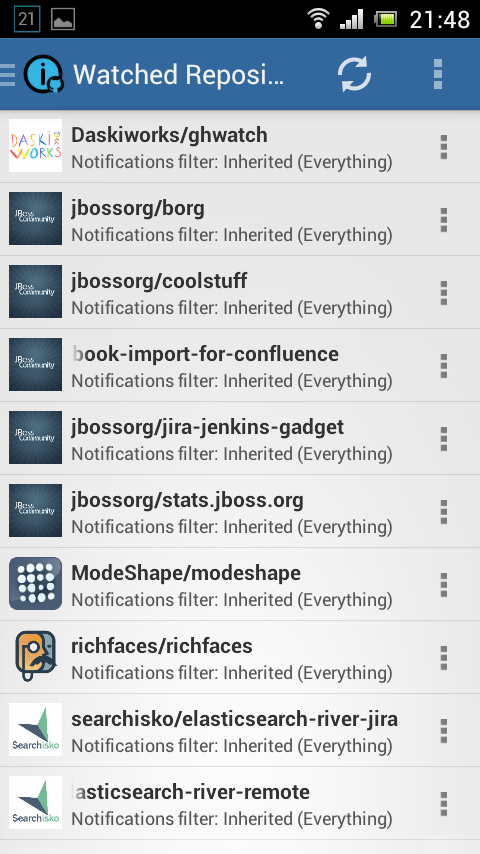 21
21:48
Watched Reposi...
DASKI
WORKS
Daskiworks/ghwatch
Notifications filter: Inherited (Everything)
JBoss
Community
jbossorg/borg
Notifications filter: Inherited (Everything)
JBoss
Community
jbossorg/coolstuff
Notifications filter: Inherited (Everything)
JBoss
Community
book-import-for-confluence
Notifications filter: Inherited (Everything)
JBoss
Community
jbossorg/jira-jenkins-gadget
Notifications filter: Inherited (Everything)
JBoss
Community
jbossorg/stats.jboss.org
Notifications filter: Inherited (Everything)
ModeShape/modeshape
Notifications filter: Inherited (Everything)
richfaces/richfaces
Notifications filter: Inherited (Everything)
Searchisko
searchisko/elasticsearch-river-jira
Notifications filter: Inherited (Everything)
Searchisko
lasticsearch-river-remote
Notifications filter: Inherited (Everything)